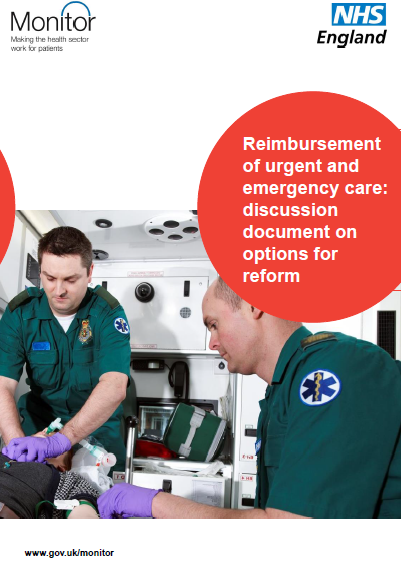 Monitor
Making the health sector
work for patients
NHS
England
Reimbursement
of urgent and
emergency care:
discussion
document on
options for
reform
www.gov.uk/monitor